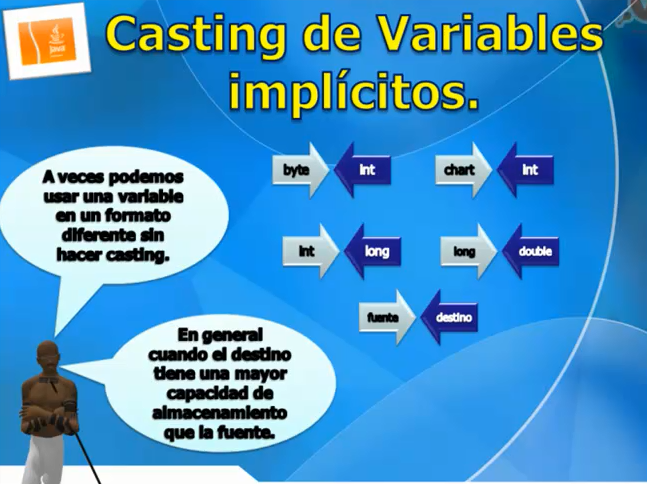 Casting de Variables
implícitos.
A veces podemos
usar una variable
en un formato
diferente sin
hacer casting.
byte int
chart int
int long
long double
fuente destino
En general
cuando el destino
tiene una mayor
capacidad de
almacenamiento
que la fuente.